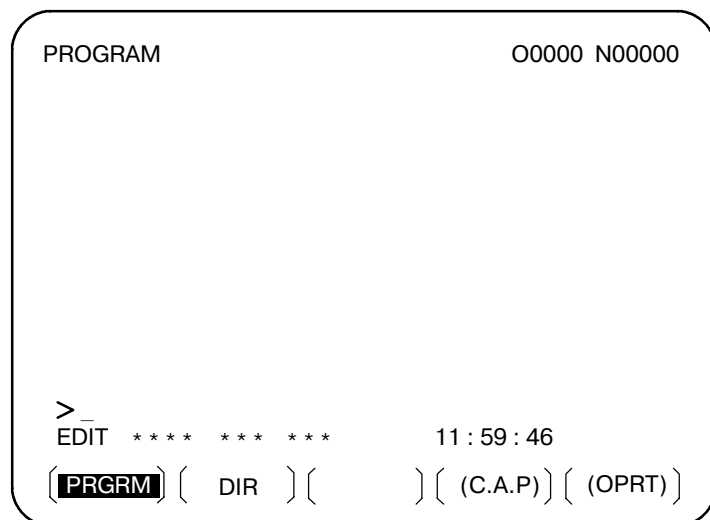 PROGRAM O0000 N00000
>_
EDIT **** *** *** 11 : 59 : 46
[ PRGRM ] [ DIR ] [ ] [ (C.A.P) ] [ (OPRT) ]